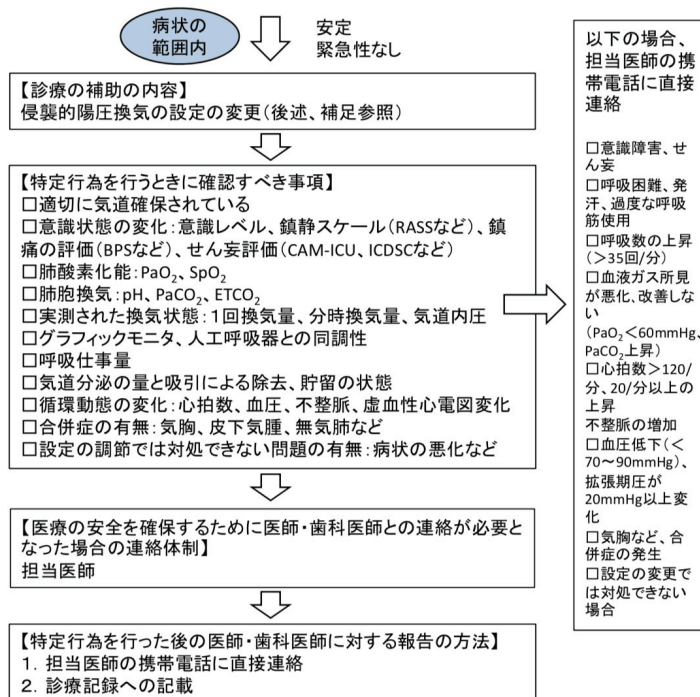 病状の
範囲内
安定
緊急性なし
【診療の補助の内容】
侵襲的陽圧換気の設定の変更（後述、補足参照）
【特定行為を行うときに確認すべき事項】
□適切に気道確保されている
□意識状態の変化：意識レベル、鎮静スケール（RASSなど）、鎮
痛の評価（BPSなど）、せん妄評価（CAM-ICU、ICDSCなど）
□肺酸素化能：PaO₂、SpO₂
□肺胞換気：pH、PaCO₂、ETCO₂
□実測された換気状態：1回換気量、分時換気量、気道内圧
□グラフィックモニタ、人工呼吸器との同調性
□呼吸仕事量
□気道分泌の量と吸引による除去、貯留の状態
□循環動態の変化：心拍数、血圧、不整脈、虚血性心電図変化
□合併症の有無：気胸、皮下気腫、無気肺など
□設定の調節では対処できない問題の有無：病状の悪化など
【医療の安全を確保するために医師・歯科医師との連絡が必要と
なった場合の連絡体制】
担当医師
【特定行為を行った後の医師・歯科医師に対する報告の方法】
1. 担当医師の携帯電話に直接連絡
2. 診療記録への記載
以下の場合、
担当医師の携
帯電話に直接
連絡
□意識障害、せ
ん妄
□呼吸困難、発
汗、過度な呼吸
筋使用
□呼吸数の上昇
（＞35回/分）
□血液ガス所見
が悪化、改善しな
い
（PaO₂＜60mmHg、
PaCO₂上昇）
□心拍数＞120/
分、20/分以上の
上昇
不整脈の増加
□血圧低下（＜
70～90mmHg）、
拡張期圧が
20mmHg以上変
化
□気胸など、合
併症の発生
□設定の変更で
は対処できない
場合